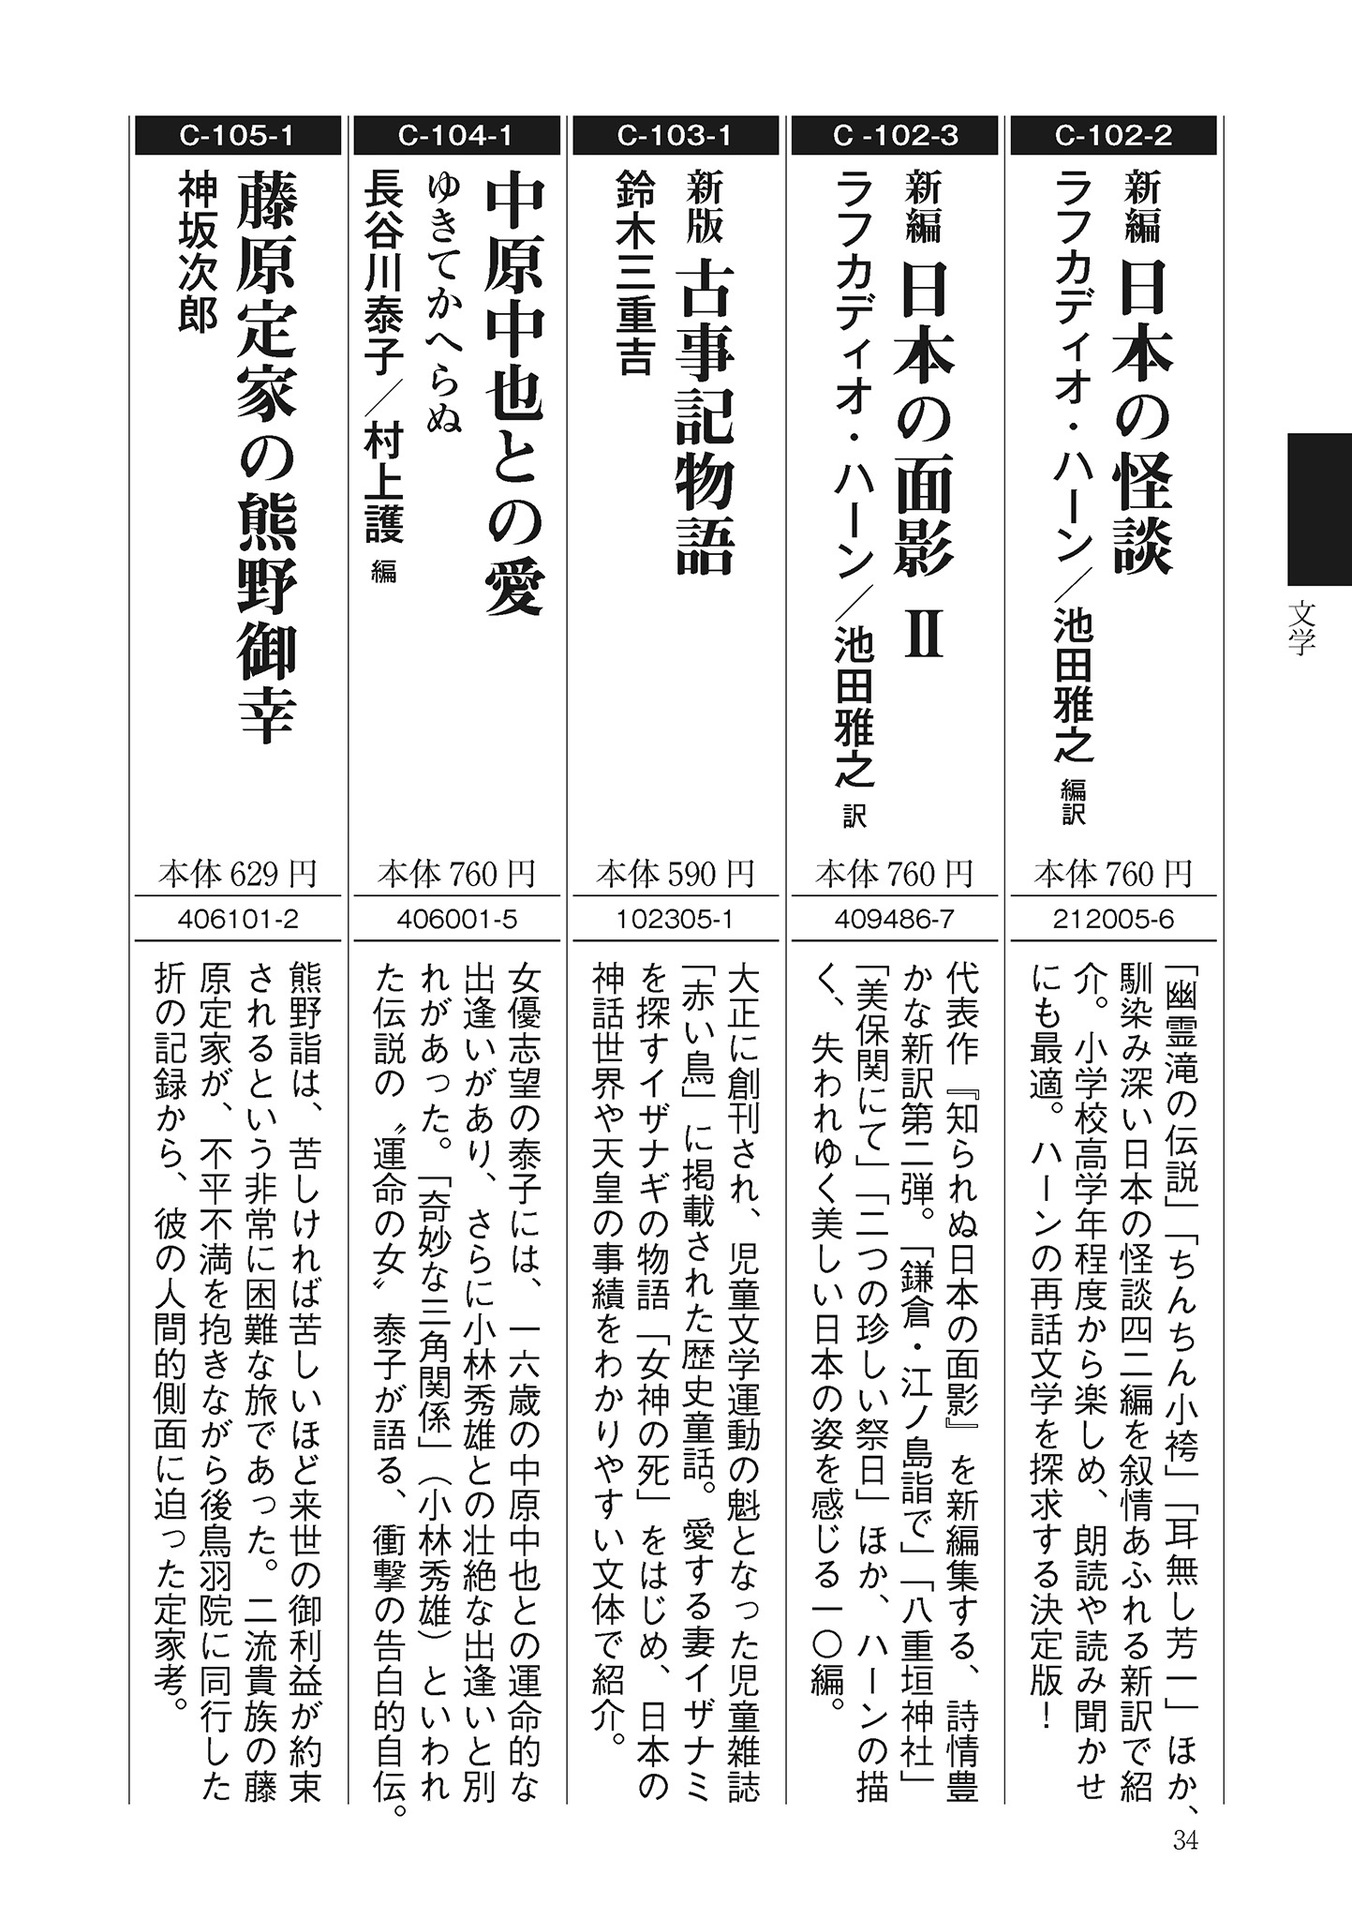 文学
C-102-2
新編 日本の怪談
ラフカディオ・ハーン／池田雅之 編訳
本体760円
212005-6
「幽霊滝の伝説」「ちんちん小袴」「耳無し芳一」ほか、
馴染み深い日本の怪談四二編を叙情あふれる新訳で紹
介。小学校高学年程度から楽しめ、朗読や読み聞かせ
にも最適。ハーンの再話文学を探求する決定版！
C -102-3
新編 日本の面影 Ⅱ
ラフカディオ・ハーン／池田雅之 訳
本体760円
409486-7
代表作『知られぬ日本の面影』を新編集する、詩情豊
かな新訳第二弾。「鎌倉・江ノ島詣で」「八重垣神社」
「美保関にて」「二つの珍しい祭日」ほか、ハーンの描
く、失われゆく美しい日本の姿を感じる一〇編。
C-103-1
新版 古事記物語
鈴木三重吉
本体590円
102305-1
大正に創刊され、児童文学運動の魁となった児童雑誌
「赤い鳥」に掲載された歴史童話。愛する妻イザナミ
を探すイザナギの物語「女神の死」をはじめ、日本の
神話世界や天皇の事績をわかりやすい文体で紹介。
C-104-1
中原中也との愛
ゆきてかへらぬ
長谷川泰子／村上護 編
本体760円
406001-5
女優志望の泰子には、一六歳の中原中也との運命的な
出逢いがあり、さらに小林秀雄との壮絶な出逢いと別
れがあった。「奇妙な三角関係」（小林秀雄）といわれ
た伝説の〝運命の女〟泰子が語る、衝撃の告白的自伝。
C-105-1
藤原定家の熊野御幸
神坂次郎
本体629円
406101-2
熊野詣は、苦しければ苦しいほど来世の御利益が約束
されるという非常に困難な旅であった。二流貴族の藤
原定家が、不平不満を抱きながら後鳥羽院に同行した
折の記録から、彼の人間的側面に迫った定家考。
34